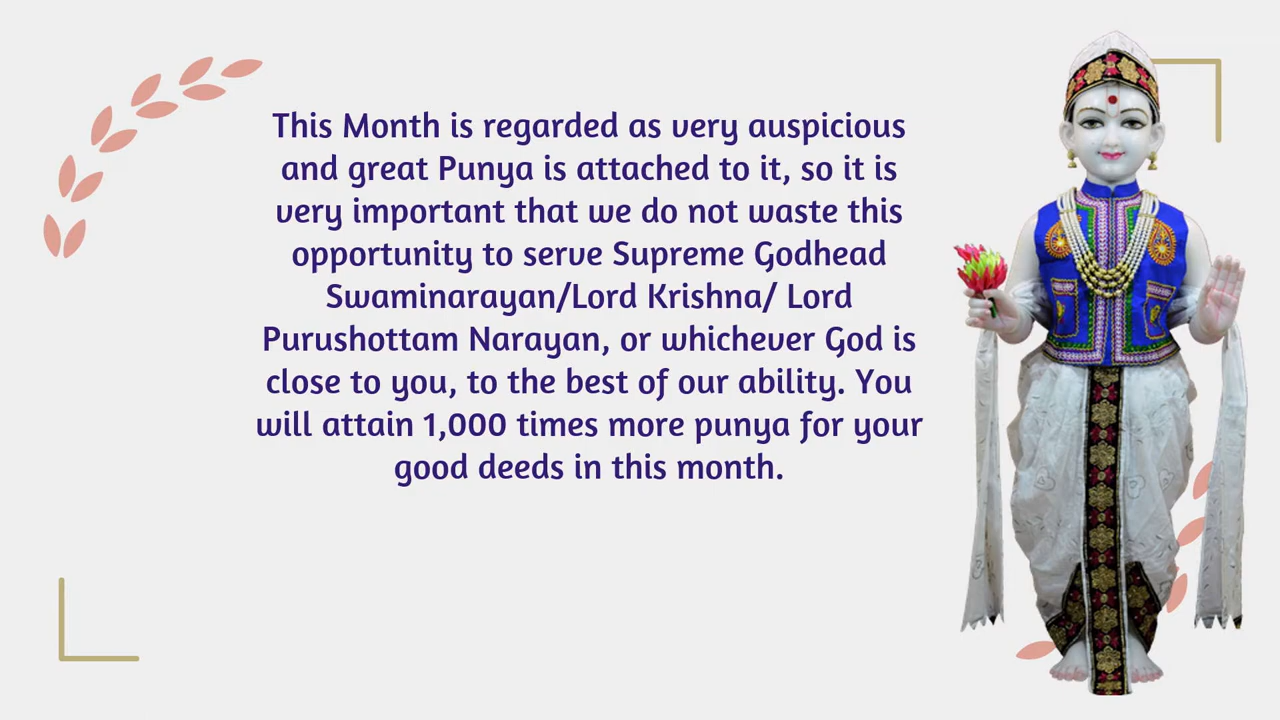 This Month is regarded as very auspicious
and great Punya is attached to it, so it is
very important that we do not waste this
opportunity to serve Supreme Godhead
Swaminarayan/Lord Krishna/ Lord
Purushottam Narayan, or whichever God is
close to you, to the best of our ability. You
will attain 1,000 times more punya for your
good deeds in this month.